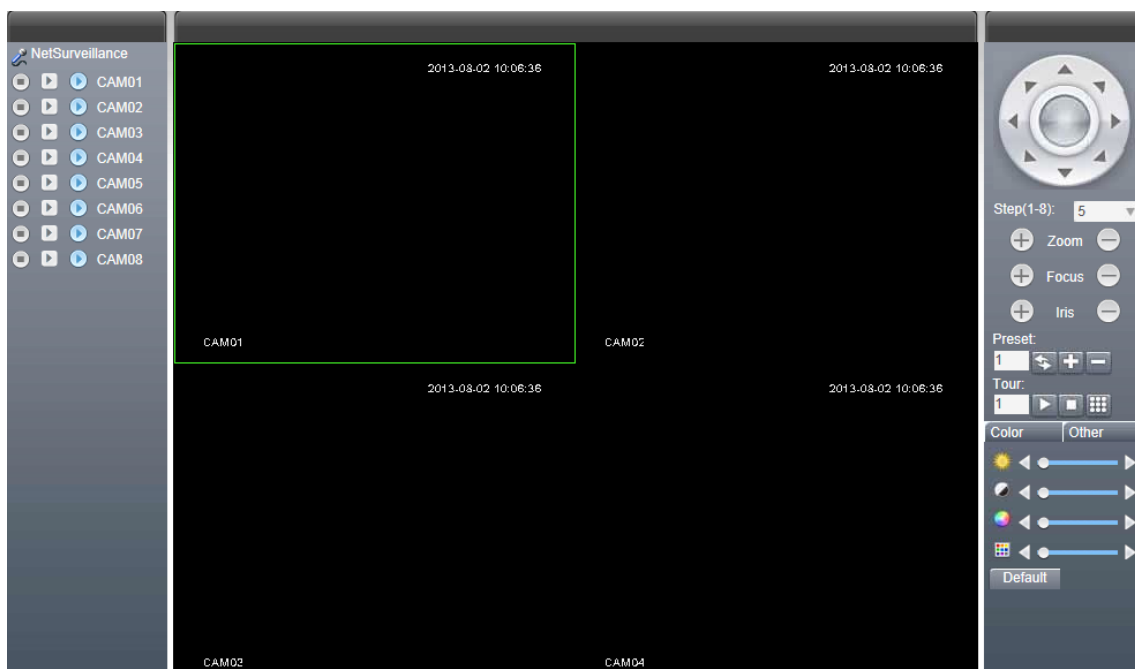 NetSurveillance
CAM01
CAM02
CAM03
CAM04
CAM05
CAM06
CAM07
CAM08
2013-08-02 10:06:36
2013-08-02 10:06:36
CAM01
CAM02
2013-08-02 10:06:36
2013-08-02 10:06:36
CAM03
CAM04
Step(1-8): 5
Zoom
Focus
Iris
Preset:
1
Tour:
1
Color Other
Default